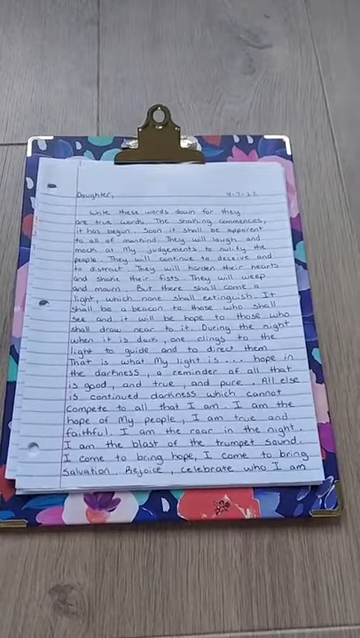 Daughter, 4-7-23
Write these words down for they
are true words. The shaking commences,
it has begun. Soon it shall be apparent
to all of mankind. They will laugh and
mock at My judgements to nullify the
people. They will continue to deceive and
to distract. They will harden their hearts
and shake their fists. They will weep
and mourn. But there shall come a
light, which none shall extinguish. It
shall be a beacon to those who shall
see and it will be hope to those who
shall draw near to it. During the night
when it is dark, one clings to the
light to guide and to direct them.
That is what My light is... hope in
the darkness, a reminder of all that
is good, and true, and pure. All else
is continued darkness which cannot
compete to all that I am. I am the
hope of My people, I am true and
faithful. I am the roar in the night.
I am the blast of the trumpet sound.
I come to bring hope, I come to bring
salvation. Rejoice, celebrate who I am